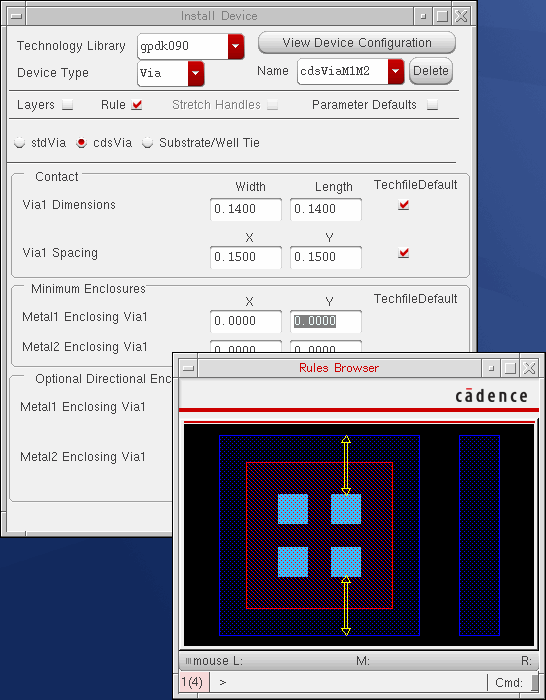 Install Device
Technology Library gpdk090 View Device Configuration
Device Type Via Name cdsViaM1M2 Delete
Layers Rule Stretch Handles Parameter Defaults
stdVia cdsVia Substrate/Well Tie
Contact
Width Length TechfileDefault
Via1 Dimensions 0.1400 0.1400
X Y
Via1 Spacing 0.1500 0.1500
Minimum Enclosures
X Y TechfileDefault
Metal1 Enclosing Via1 0.0000 0.0000
Metal2 Enclosing Via1 0.0000 0.0000
Optional Directional Enc
Metal1 Enclosing Via1
Metal2 Enclosing Via1
Rules Browser
cādence
mouse L: M: R:
1(4) > Cmd: